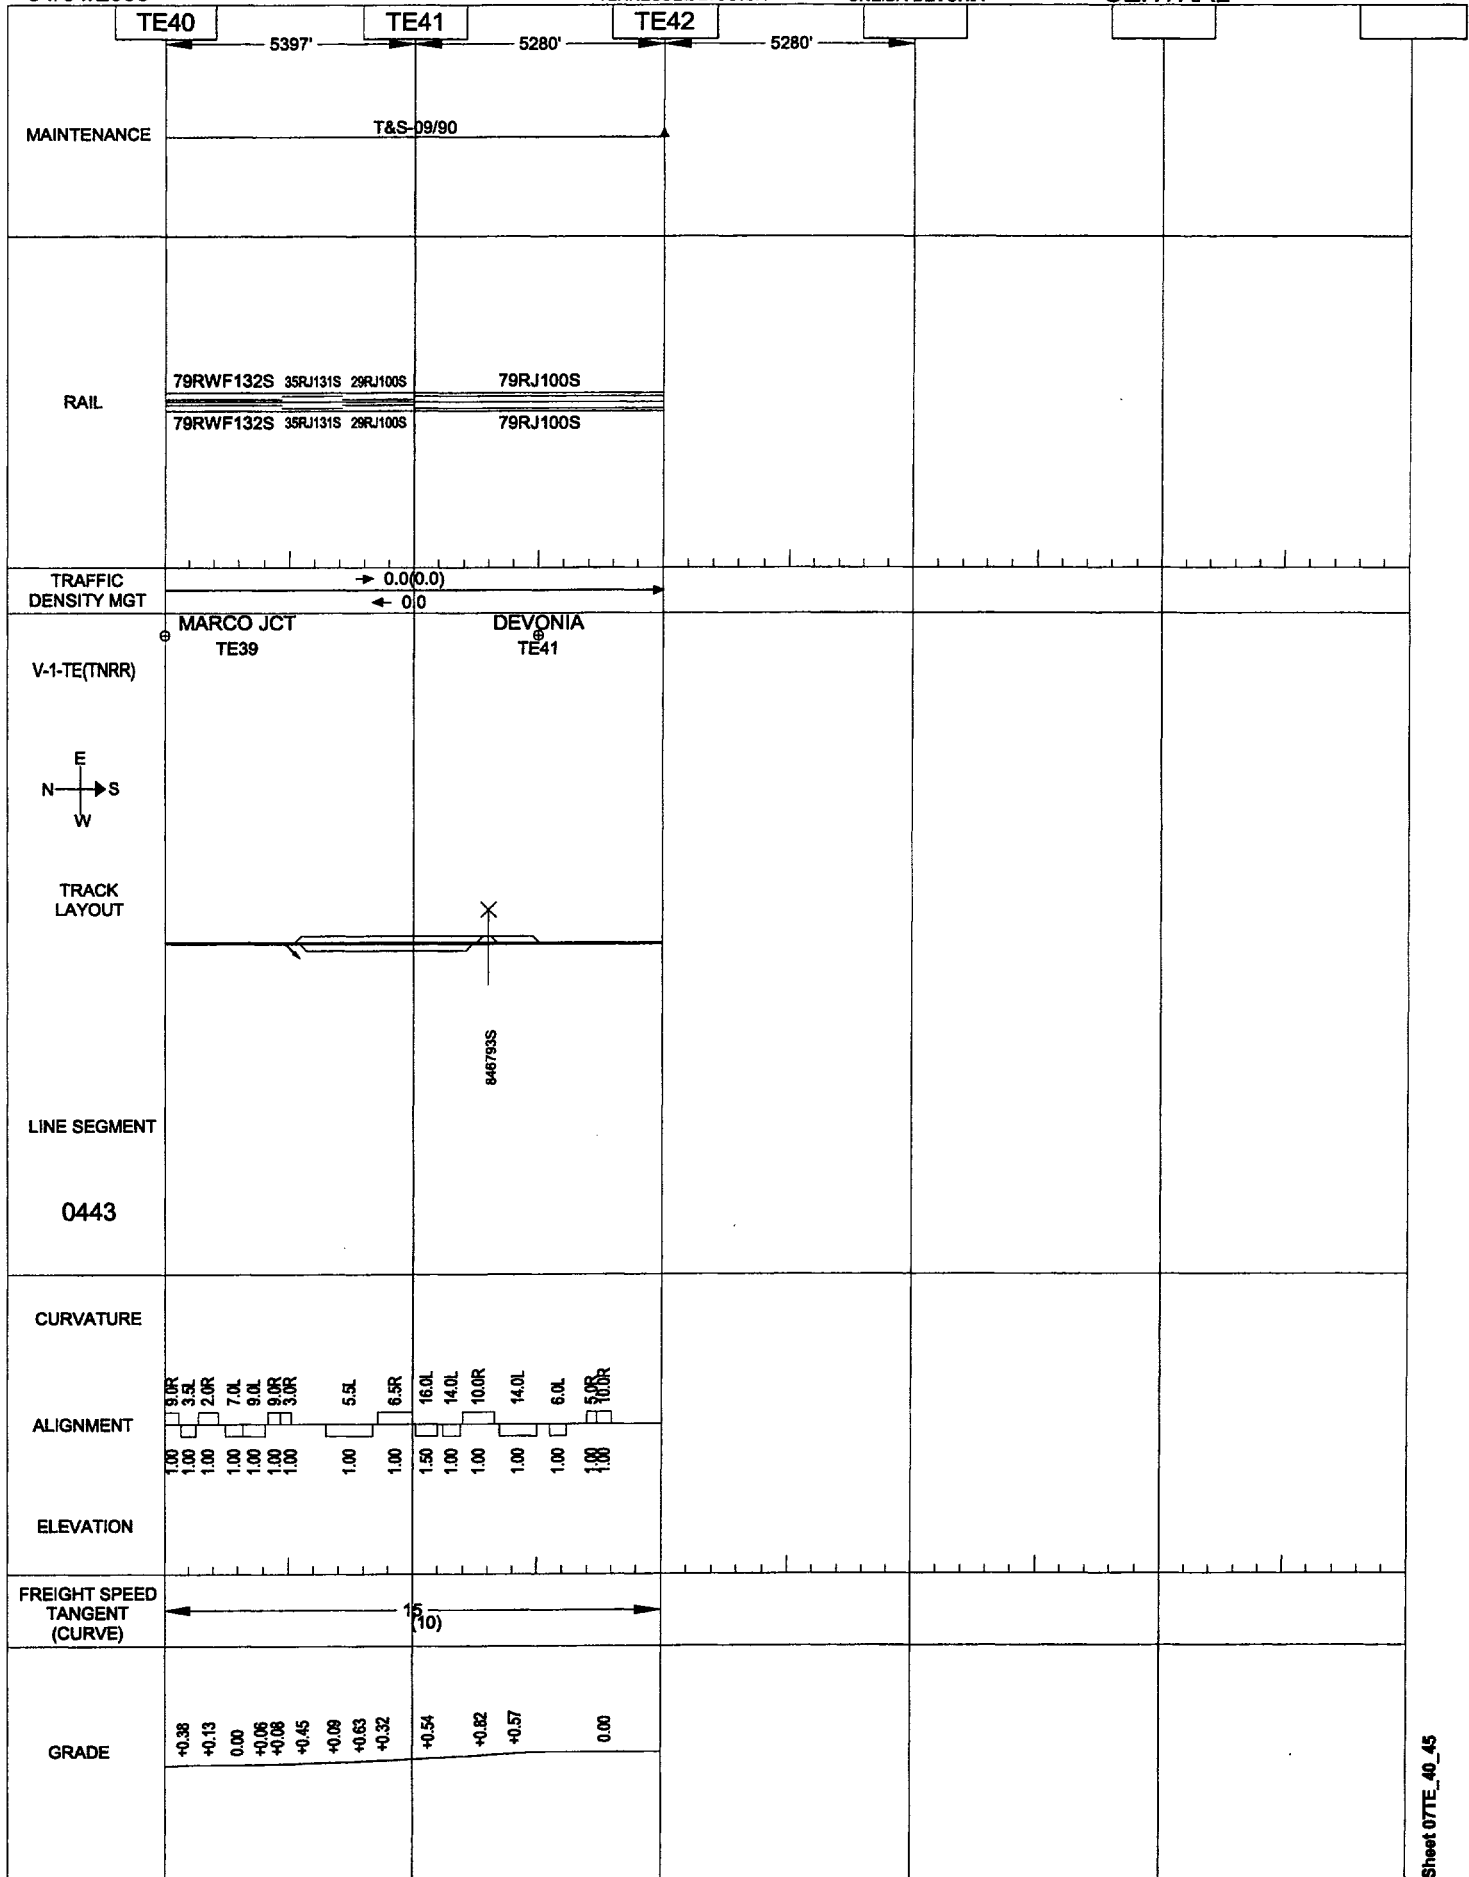 TE40 TE41 TE42
5397' 5280' 5280'
MAINTENANCE
T&S-09/90
79RWF132S 35RJ131S 29RJ100S 79RJ100S
RAIL
79RWF132S 35RJ131S 29RJ100S 79RJ100S
TRAFFIC DENSITY MGT
0.0(0.0)
0.0
MARCO JCT DEVONIA
TE39 TE41
V-1-TE(TNRR)
E
N S
W
TRACK LAYOUT
846793S
LINE SEGMENT
0443
CURVATURE
9.0R 3.5L 2.0R 7.0L 9.0L 9.0R 3.0R 5.5L 6.5R 16.0L 14.0L 10.0R 14.0L 6.0L 5.0R 10.0R
ALIGNMENT
1.00 1.00 1.00 1.00 1.00 1.00 1.00 1.00 1.00 1.50 1.00 1.00 1.00 1.00 1.00 1.00
ELEVATION
FREIGHT SPEED
TANGENT
(CURVE)
15
(10)
+0.38 +0.13 0.00 +0.06 +0.08 +0.45 +0.09 +0.63 +0.32 +0.54 +0.82 +0.57 0.00
GRADE
Sheet 07TE_40_45